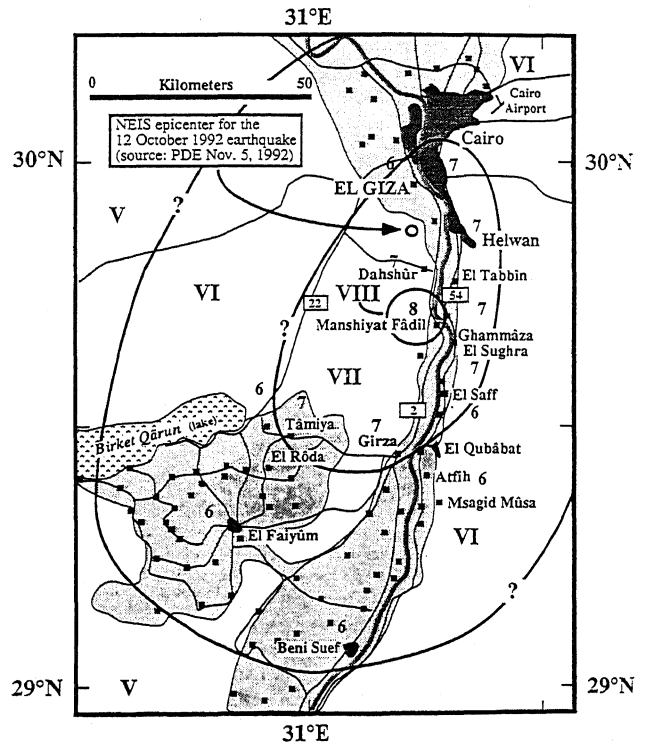 31°E
VI
0 Kilometers 50
Cairo
Airport
NEIS epicenter for the
12 October 1992 earthquake
(source: PDE Nov. 5, 1992)
Cairo
30°N
30°N
6
7
EL GIZA
?
V
7
Helwan
7
Dahshûr
El Tabbin
VI
22
VIII
8
54
7
Manshiyat Fâdil
?
Ghammâza
El Sughra
VII
7
6
El Saff
7
2
6
Birket Qârun (lake)
Tâmiya
7
Girza
El Rôda
El Qubâbat
Atfih 6
6
Msagid Mûsa
El Faiyûm
VI
?
6
Beni Suef
29°N
V
29°N
31°E